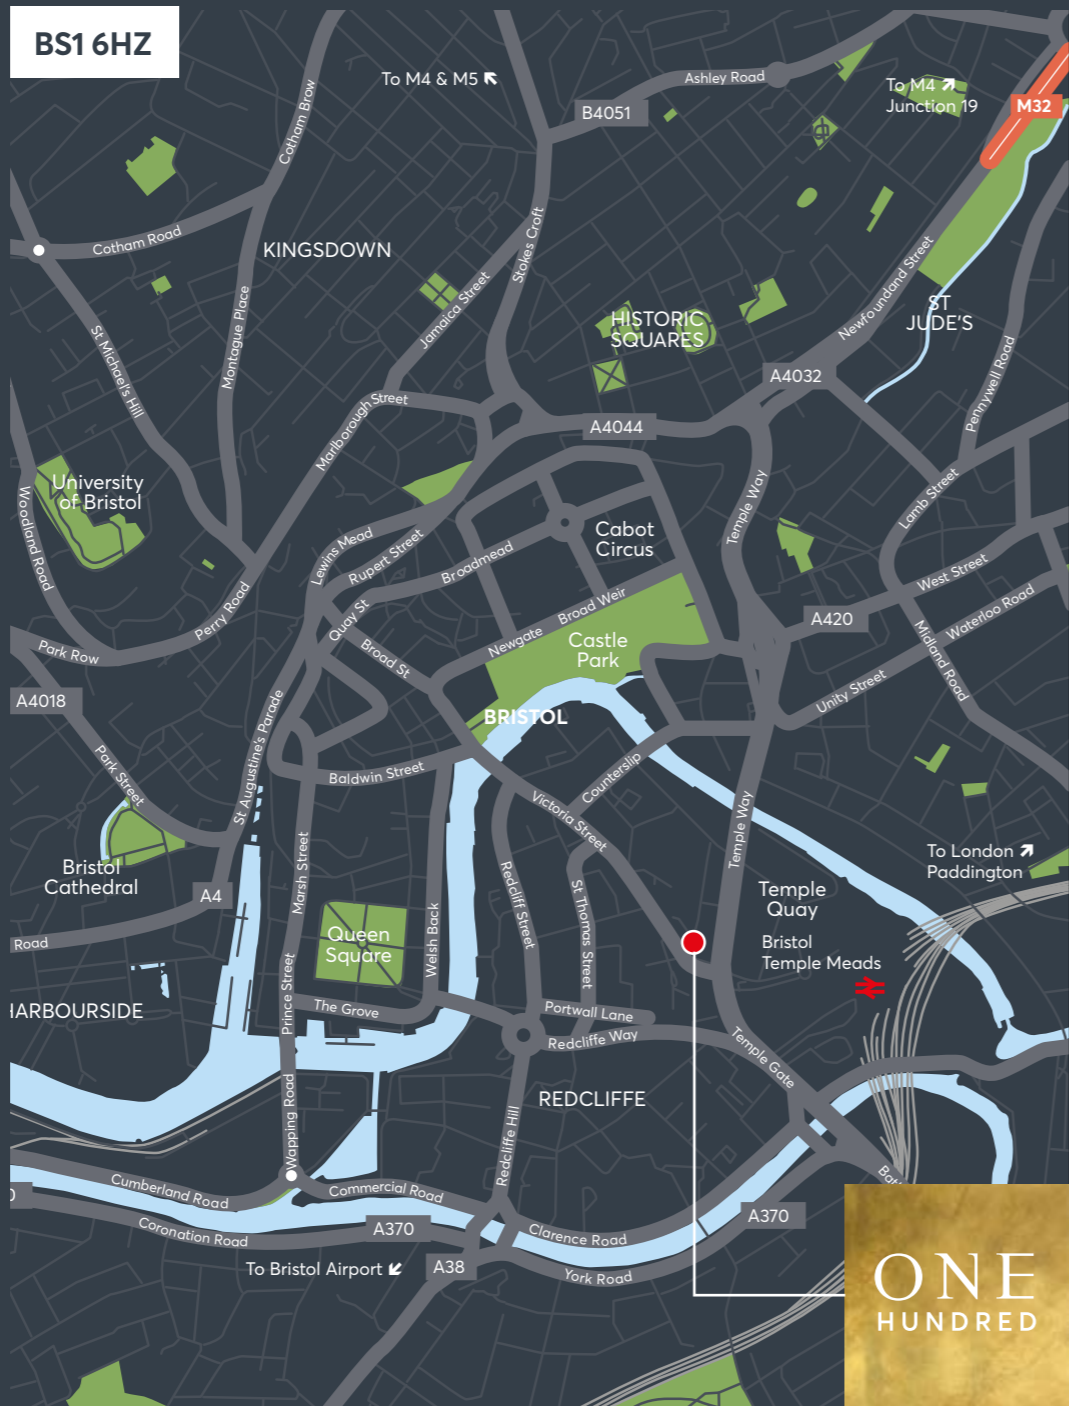 BS1 6HZ
To M4 & M5
Ashley Road
To M4
Junction 19
M32
B4051
Cotham Brow
Cotham Road
KINGSDOWN
Stokes Croft
Jamaica Street
Montague Place
St Michael's Hill
HISTORIC
SQUARES
Newfoundland Street
ST
JUDE'S
Pennywell Road
A4032
A4044
Marlborough Street
University
of Bristol
Woodland Road
Temple Way
Lamb Street
Cabot
Circus
Lewins Mead
Rupert Street
Broadmead
West Street
Waterloo Road
Perry Road
Quay St
Broad St
Newgate
Broad Weir
Castle
Park
A420
Midland Road
Park Row
A4018
Unity Street
BRISTOL
Park Street
St Augustine's Parade
Baldwin Street
Counterslip
Victoria Street
Temple Way
Bristol
Cathedral
A4
Marsh Street
Redcliff Street
St Thomas Street
Temple
Quay
To London
Paddington
Road
Queen
Square
Welsh Back
Bristol
Temple Meads
HARBOURSIDE
Prince Street
The Grove
Portwall Lane
Redcliffe Way
Temple Gate
REDCLIFFE
Wapping Road
Redcliffe Hill
Cumberland Road
Commercial Road
Coronation Road
A370
Clarence Road
A370
To Bristol Airport
A38
York Road
ONE
HUNDRED